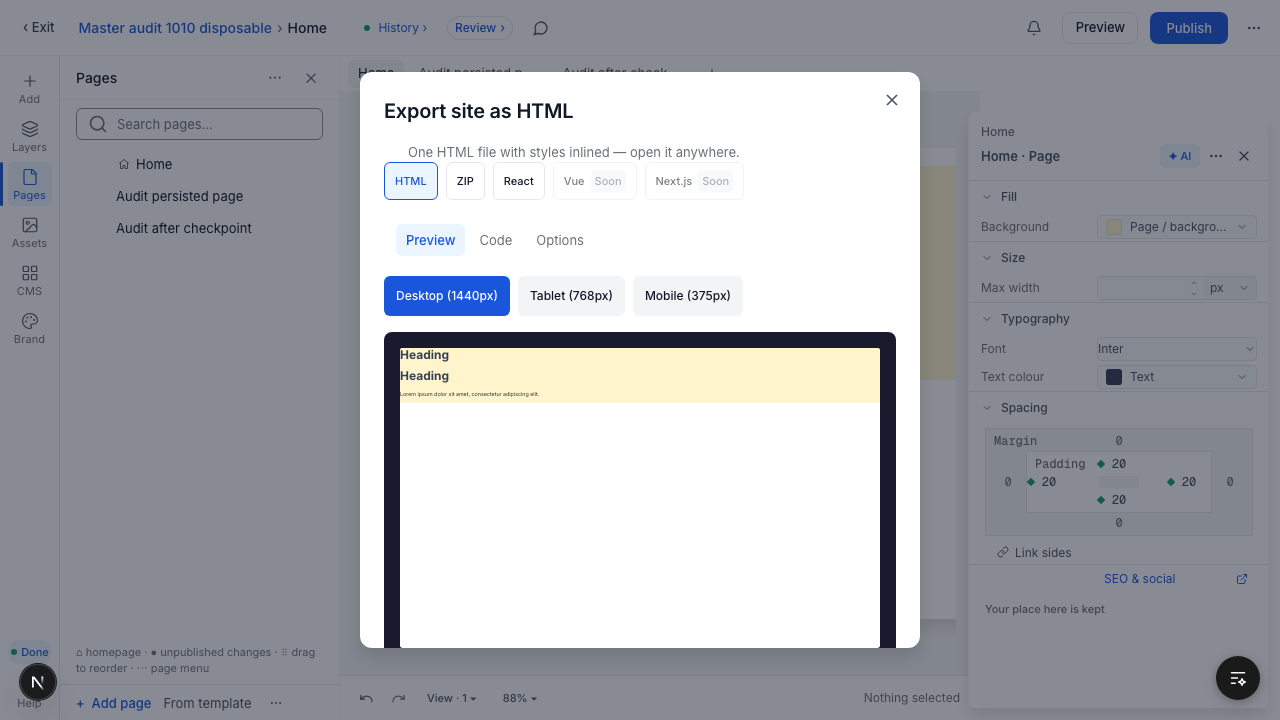 ‹ Exit
Master audit 1010 disposable › Home
History ›
Review ›
Preview
Publish
Add
Layers
Pages
Assets
CMS
Brand
Done
N
Help
Pages
Search pages...
Home
Audit persisted page
Audit after checkpoint
⌂ homepage · ● unpublished changes · ⠿ drag
to reorder · ··· page menu
+ Add page From template
Home
Audit persisted p
Audit after check
+
Export site as HTML
One HTML file with styles inlined — open it anywhere.
HTML
ZIP
React
Vue Soon
Next.js Soon
Preview
Code
Options
Desktop (1440px)
Tablet (768px)
Mobile (375px)
Heading
Heading
Lorem ipsum dolor sit amet, consectetur adipiscing elit.
View · 1
88%
Nothing selected
Home
Home · Page
AI
Fill
Background Page / backgro...
Size
Max width px
Typography
Font Inter
Text colour Text
Spacing
Margin 0
Padding 20
0 20 20 0
20
0
Link sides
SEO & social
Your place here is kept